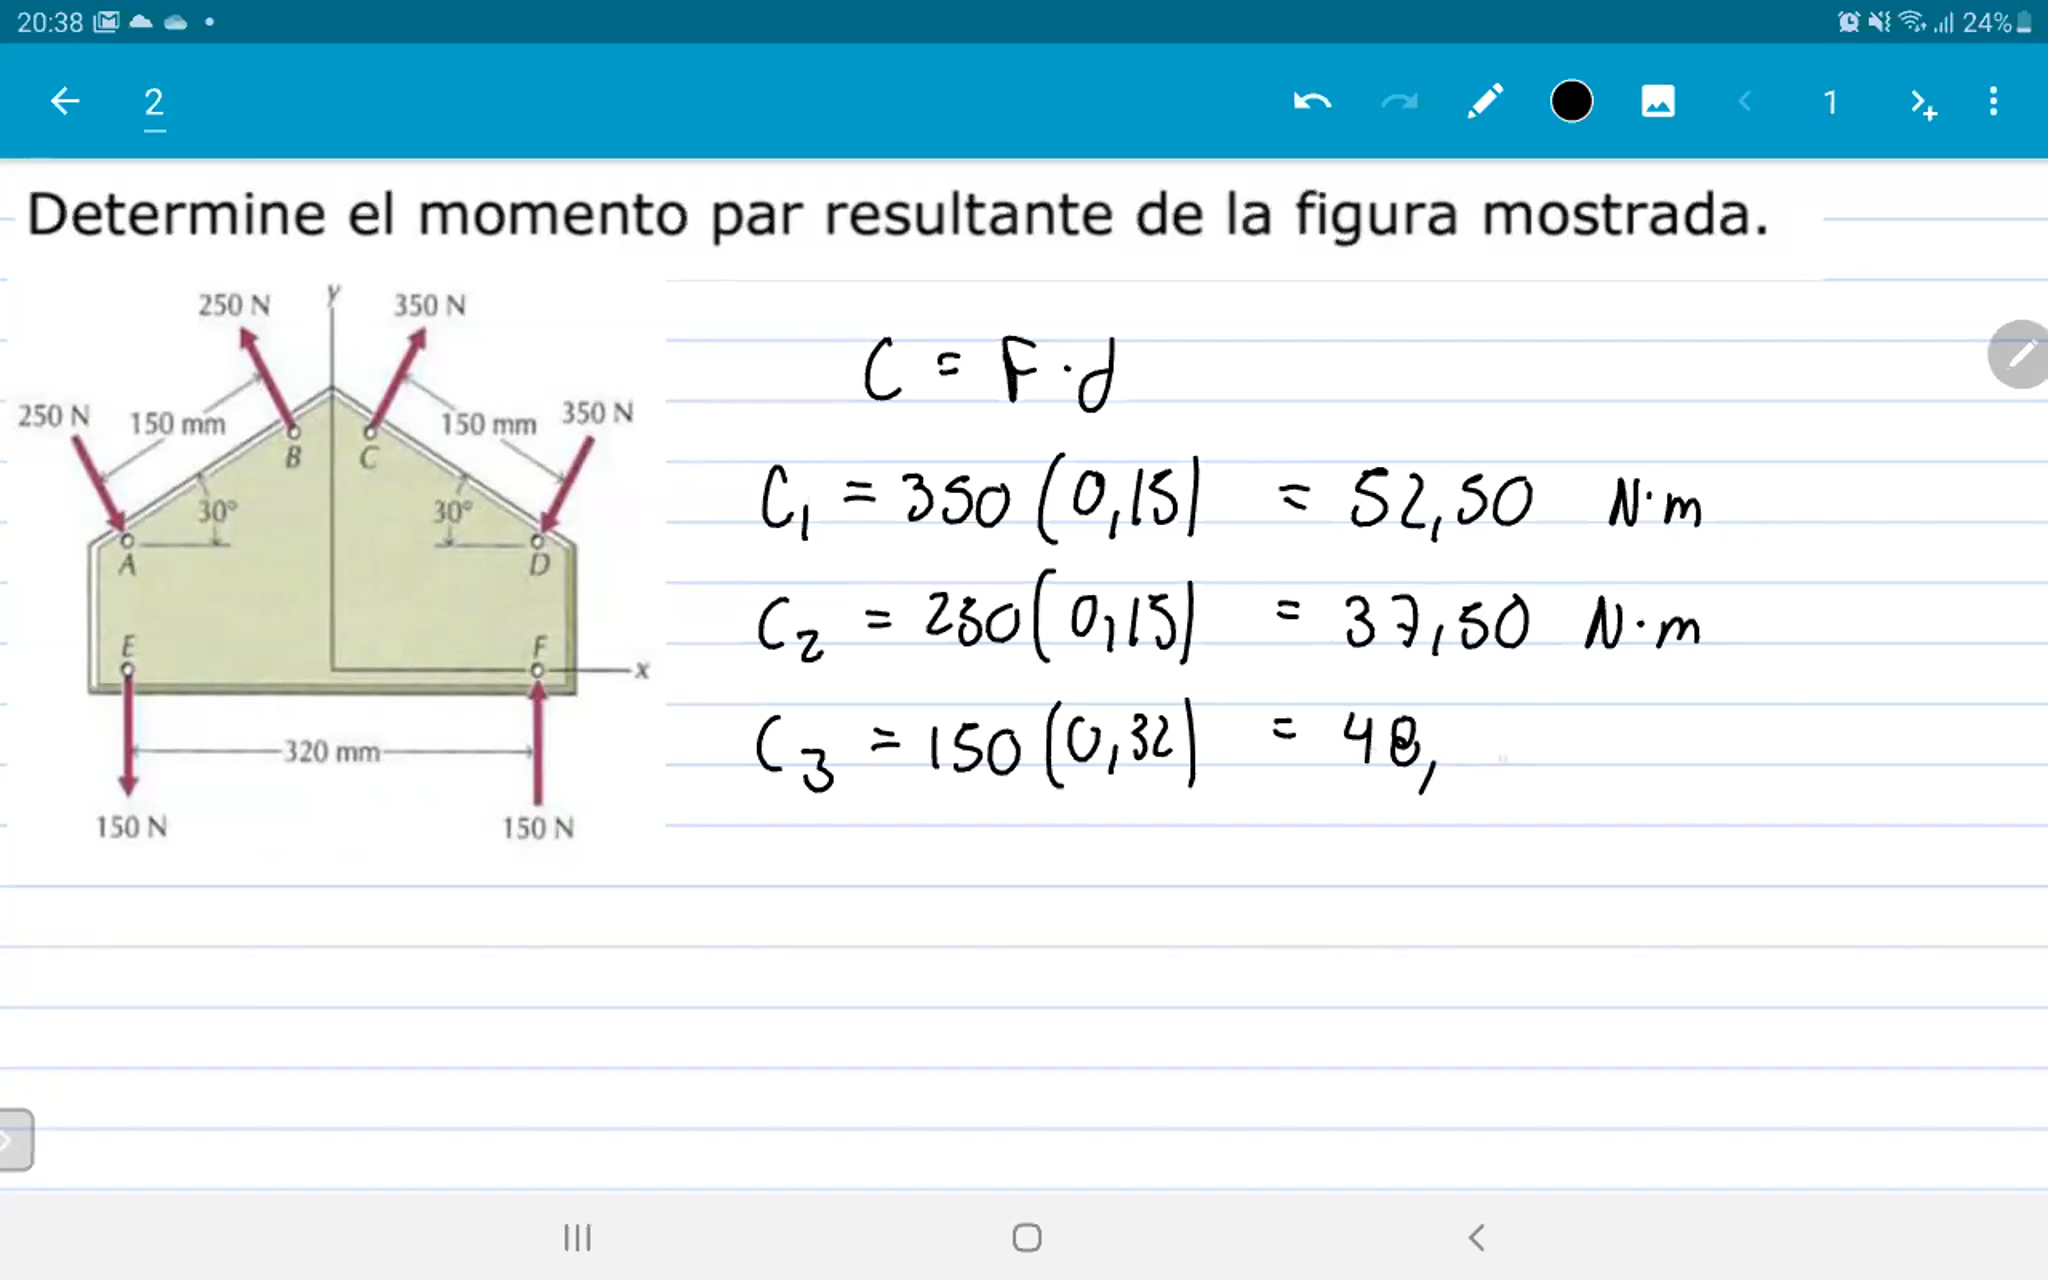 20:38 24%
2 1
Determine el momento par resultante de la figura mostrada.
250 N y 350 N
250 N 150 mm 150 mm 350 N
B C
30° 30°
A D
E F
x
320 mm
150 N 150 N
C = F·d
C₁ = 350 (0,15) = 52,50 N·m
C₂ = 250 (0,15) = 37,50 N·m
C₃ = 150 (0,32) = 48,